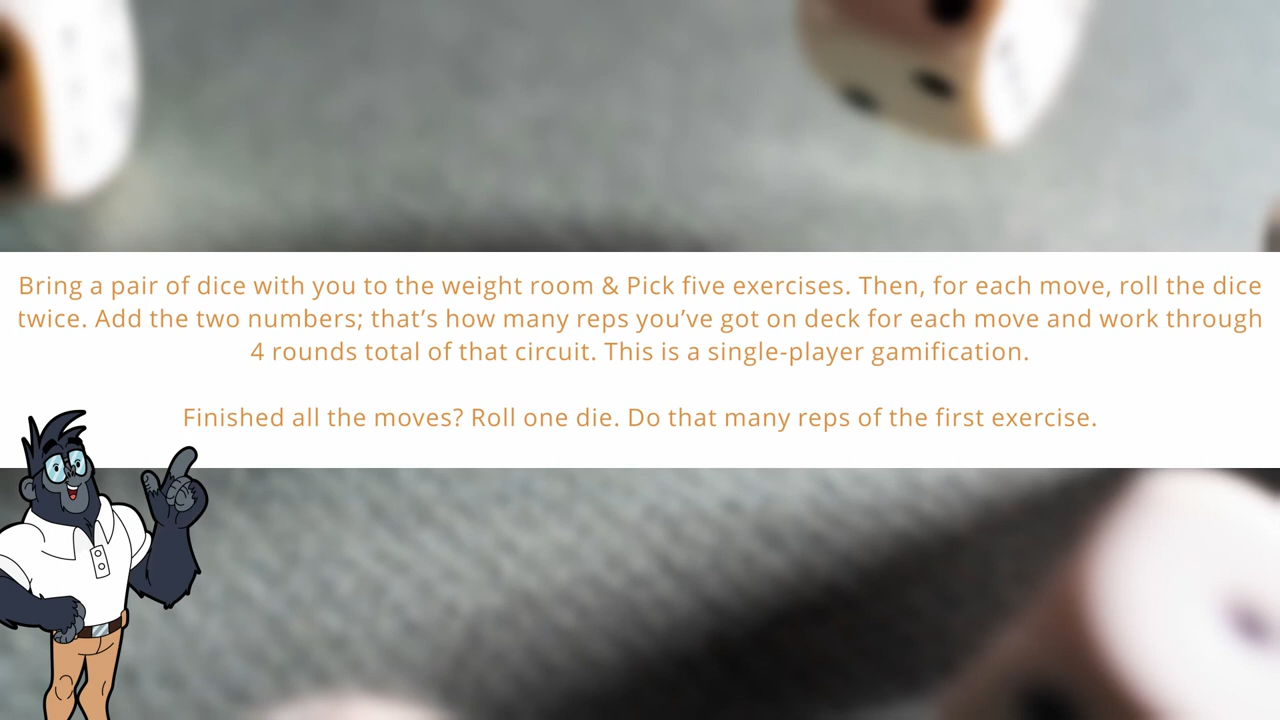 Bring a pair of dice with you to the weight room & Pick five exercises. Then, for each move, roll the dice
twice. Add the two numbers; that’s how many reps you’ve got on deck for each move and work through
4 rounds total of that circuit. This is a single-player gamification.
Finished all the moves? Roll one die. Do that many reps of the first exercise.